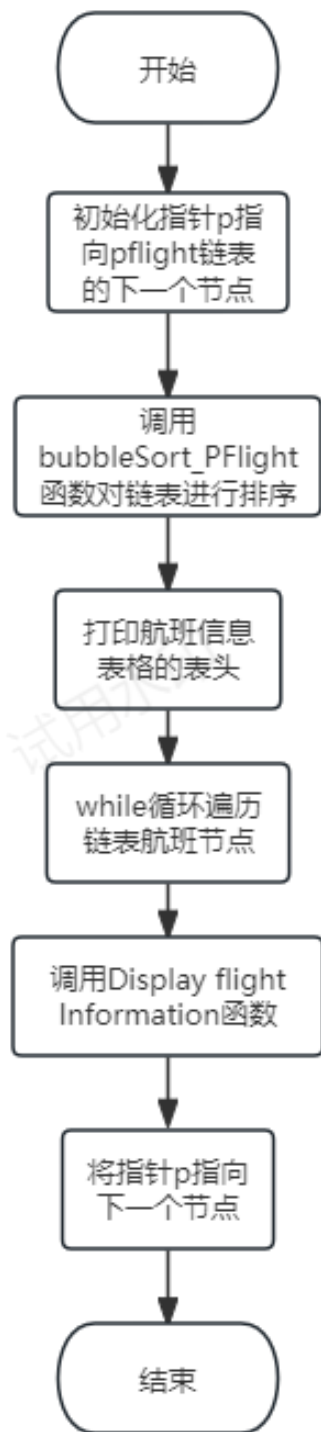 开始
初始化指针p指
向pflight链表
的下一个节点
调用
bubbleSort_PFlight
函数对链表进行排序
打印航班信息
表格的表头
while循环遍历
链表航班节点
调用Display flight
Information函数
将指针p指向
下一个节点
结束